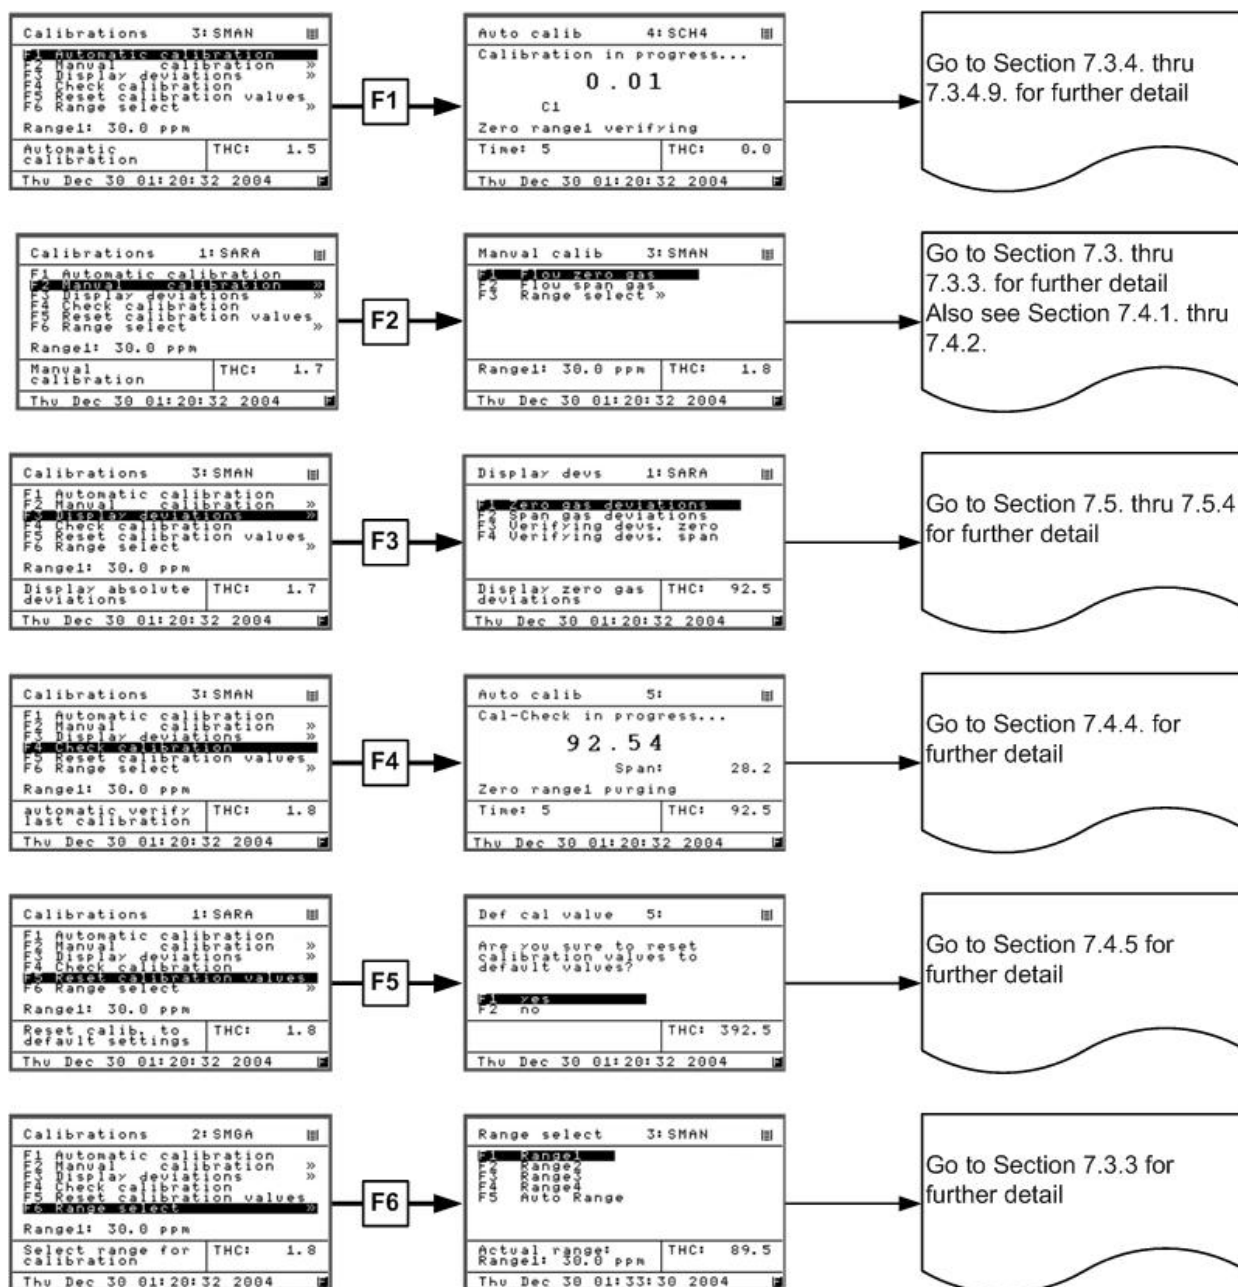 Calibrations 3:SMAN
F1 Automatic calibration
F2 Manual calibration »
F3 Display deviations »
F4 Check calibration
F5 Reset calibration values
F6 Range select »
Range1: 30.0 ppm
Automatic calibration THC: 1.5
Thu Dec 30 01:20:32 2004
F1
Auto calib 4:SCH4
Calibration in progress...
0.01
C1
Zero range1 verifying
Time: 5 THC: 0.0
Thu Dec 30 01:20:32 2004
Go to Section 7.3.4. thru
7.3.4.9. for further detail
Calibrations 1:SARA
F1 Automatic calibration
F2 Manual calibration »
F3 Display deviations »
F4 Check calibration
F5 Reset calibration values
F6 Range select »
Range1: 30.0 ppm
Manual calibration THC: 1.7
Thu Dec 30 01:20:32 2004
F2
Manual calib 3:SMAN
F1 Flow zero gas
F2 Flow span gas
F3 Range select »
Range1: 30.0 ppm THC: 1.8
Thu Dec 30 01:20:32 2004
Go to Section 7.3. thru
7.3.3. for further detail
Also see Section 7.4.1. thru
7.4.2.
Calibrations 3:SMAN
F1 Automatic calibration
F2 Manual calibration »
F3 Display deviations »
F4 Check calibration
F5 Reset calibration values
F6 Range select »
Range1: 30.0 ppm
Display absolute deviations THC: 1.7
Thu Dec 30 01:20:32 2004
F3
Display devs 1:SARA
F1 Zero gas deviations
F2 Span gas deviations
F3 Verifying devs. zero
F4 Verifying devs. span
Display zero gas deviations THC: 92.5
Thu Dec 30 01:20:32 2004
Go to Section 7.5. thru 7.5.4
for further detail
Calibrations 3:SMAN
F1 Automatic calibration
F2 Manual calibration »
F3 Display deviations »
F4 Check calibration
F5 Reset calibration values
F6 Range select »
Range1: 30.0 ppm
automatic verify last calibration THC: 1.8
Thu Dec 30 01:20:32 2004
F4
Auto calib 5:
Cal-Check in progress...
92.54
Span: 28.2
Zero range1 purging
Time: 5 THC: 92.5
Thu Dec 30 01:20:32 2004
Go to Section 7.4.4. for
further detail
Calibrations 1:SARA
F1 Automatic calibration
F2 Manual calibration »
F3 Display deviations »
F4 Check calibration
F5 Reset calibration values
F6 Range select »
Range1: 30.0 ppm
Reset calib. to default settings THC: 1.8
Thu Dec 30 01:20:32 2004
F5
Def cal value 5:
Are you sure to reset
calibration values to
default values?
F1 yes
F2 no
THC: 392.5
Thu Dec 30 01:20:32 2004
Go to Section 7.4.5 for
further detail
Calibrations 2:SMGA
F1 Automatic calibration
F2 Manual calibration »
F3 Display deviations »
F4 Check calibration
F5 Reset calibration values
F6 Range select »
Range1: 30.0 ppm
Select range for calibration THC: 1.8
Thu Dec 30 01:20:32 2004
F6
Range select 3:SMAN
F1 Range1
F2 Range2
F3 Range3
F4 Range4
F5 Auto Range
Actual range:
Range1: 30.0 ppm THC: 89.5
Thu Dec 30 01:33:30 2004
Go to Section 7.3.3 for
further detail